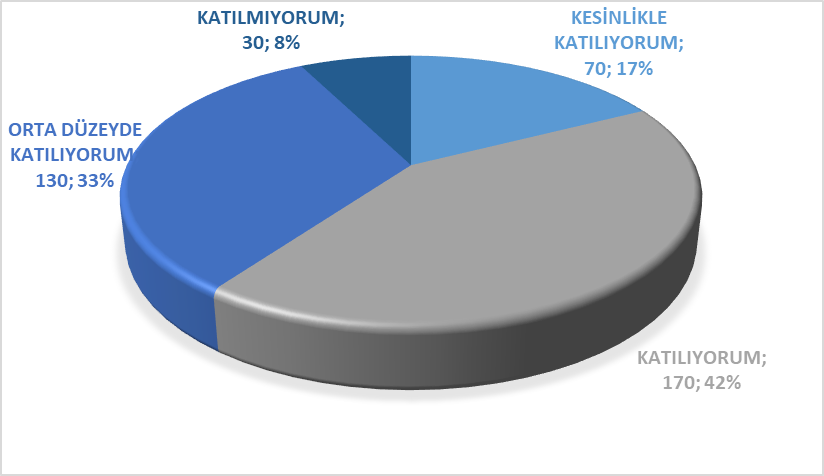 KATILMIYORUM;
30; 8%
KESİNLİKLE
KATILIYORUM;
70; 17%
ORTA DÜZEYDE
KATILIYORUM
130; 33%
KATILIYORUM;
170; 42%